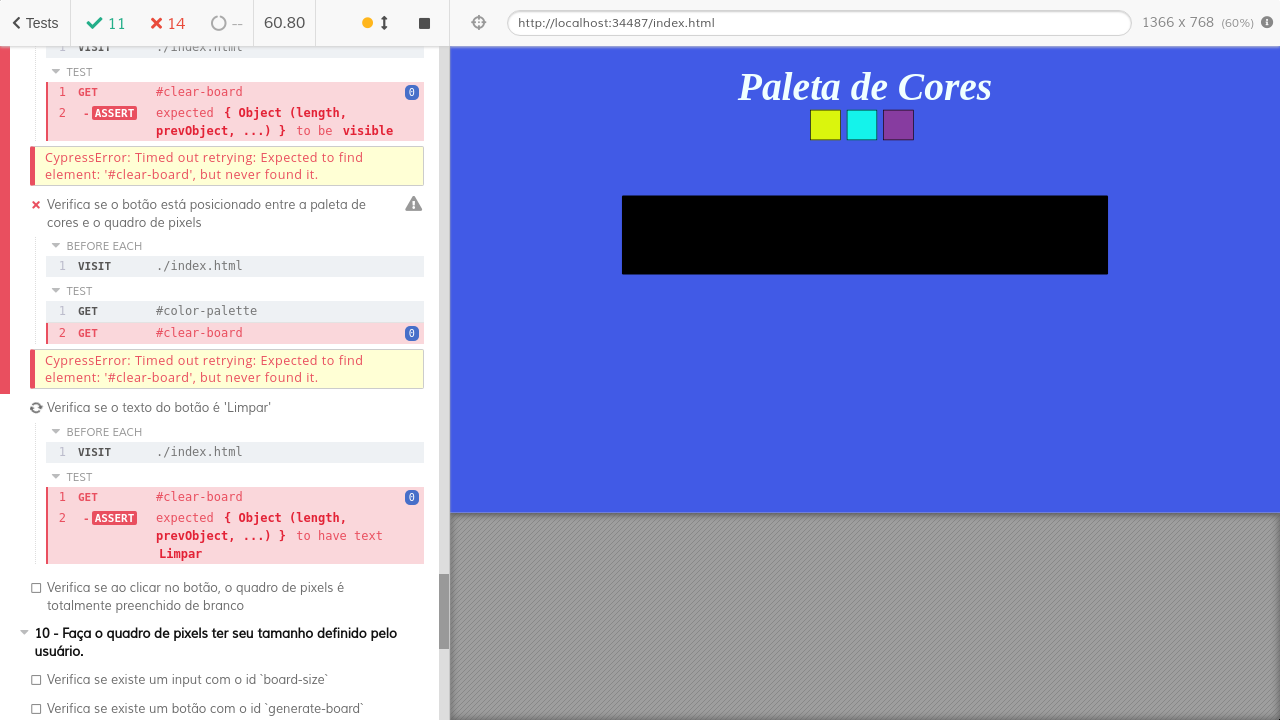 Tests
11
14
--
60.80
http://localhost:34487/index.html
1366 x 768 (60%)
1 VISIT ./index.html
TEST
1 GET #clear-board 0
2 -ASSERT expected { Object (length,
prevObject, ...) } to be visible
CypressError: Timed out retrying: Expected to find
element: '#clear-board', but never found it.
Verifica se o botão está posicionado entre a paleta de
cores e o quadro de pixels
BEFORE EACH
1 VISIT ./index.html
TEST
1 GET #color-palette
2 GET #clear-board 0
CypressError: Timed out retrying: Expected to find
element: '#clear-board', but never found it.
Verifica se o texto do botão é 'Limpar'
BEFORE EACH
1 VISIT ./index.html
TEST
1 GET #clear-board 0
2 -ASSERT expected { Object (length,
prevObject, ...) } to have text
Limpar
Verifica se ao clicar no botão, o quadro de pixels é
totalmente preenchido de branco
10 - Faça o quadro de pixels ter seu tamanho definido pelo
usuário.
Verifica se existe um input com o id `board-size`
Verifica se existe um botão com o id `generate-board`
Paleta de Cores